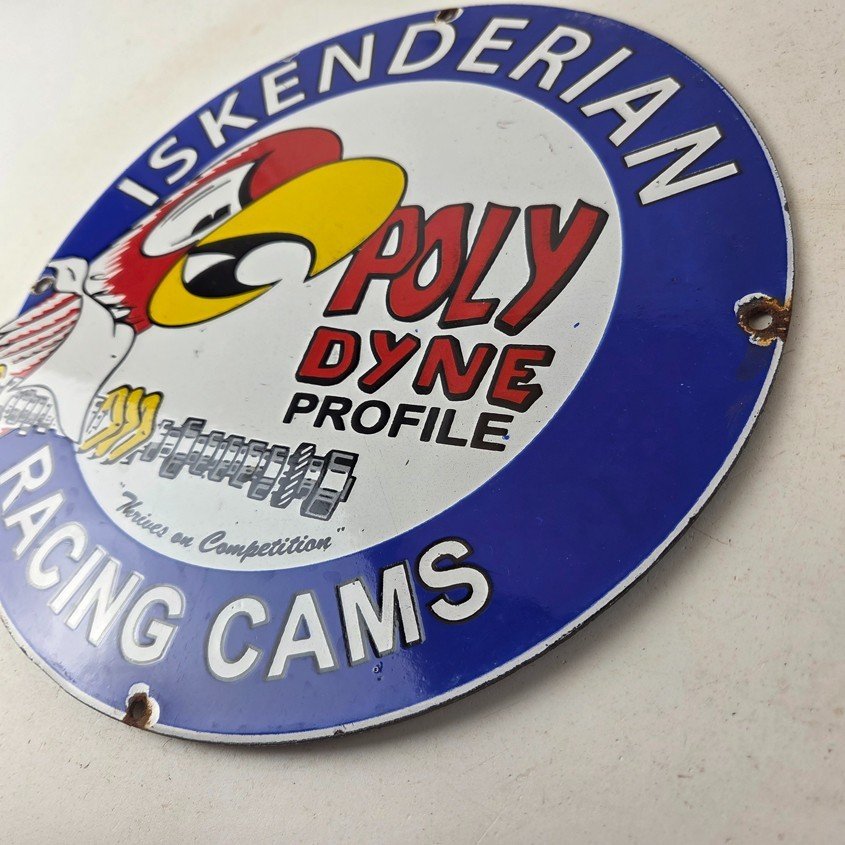 ISKENDERIAN
POLY
DYNE
PROFILE
"Thrives on Competition"
RACING CAMS